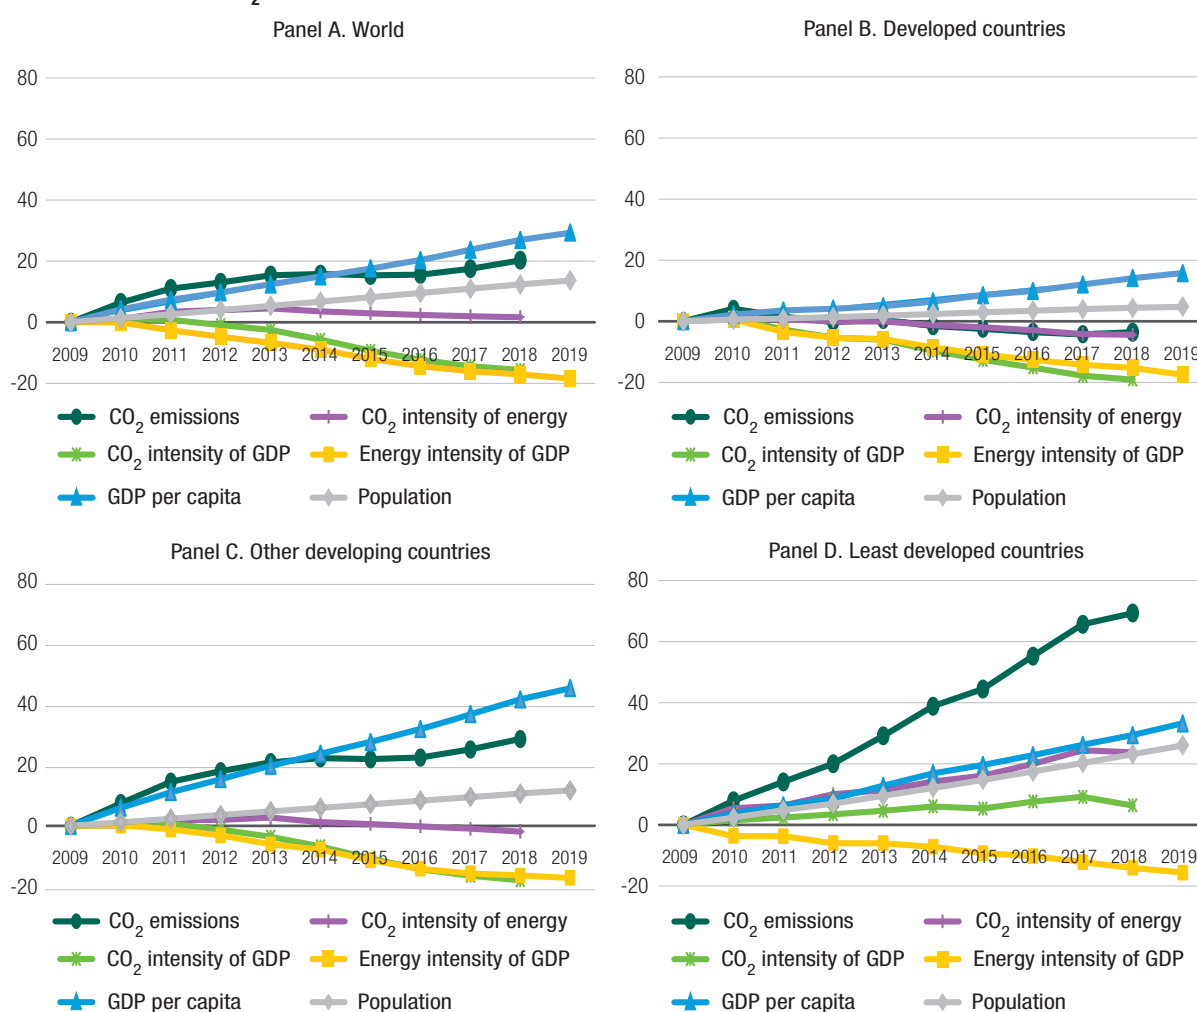 2
Panel A. World
80
60
40
20
0
-20
2009 2010 2011 2012 2013 2014 2015 2016 2017 2018 2019
CO2 emissions
CO2 intensity of energy
CO2 intensity of GDP
Energy intensity of GDP
GDP per capita
Population
Panel B. Developed countries
80
60
40
20
0
-20
2009 2010 2011 2012 2013 2014 2015 2016 2017 2018 2019
CO2 emissions
CO2 intensity of energy
CO2 intensity of GDP
Energy intensity of GDP
GDP per capita
Population
Panel C. Other developing countries
80
60
40
20
0
-20
2009 2010 2011 2012 2013 2014 2015 2016 2017 2018 2019
CO2 emissions
CO2 intensity of energy
CO2 intensity of GDP
Energy intensity of GDP
GDP per capita
Population
Panel D. Least developed countries
80
60
40
20
0
-20
2009 2010 2011 2012 2013 2014 2015 2016 2017 2018 2019
CO2 emissions
CO2 intensity of energy
CO2 intensity of GDP
Energy intensity of GDP
GDP per capita
Population